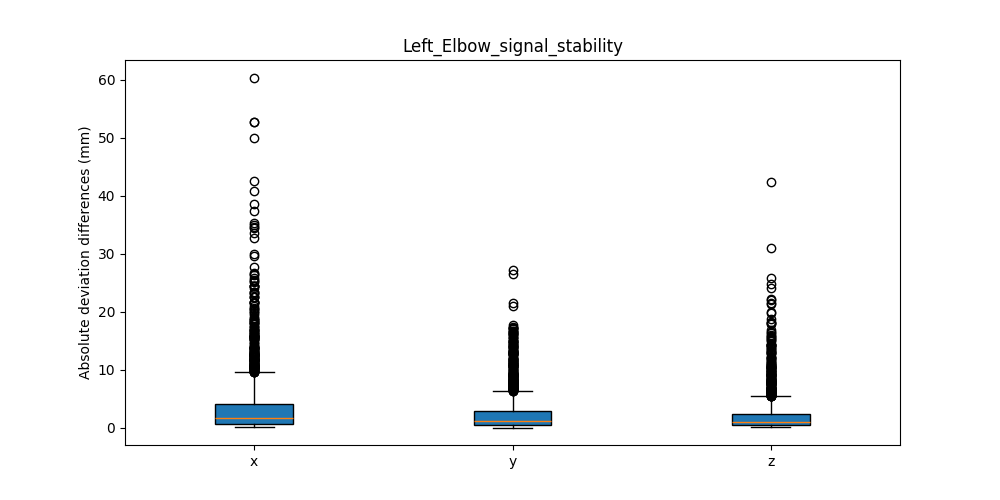 Left_Elbow_signal_stability
Absolute deviation differences (mm)
60
50
40
30
20
10
0
x y z